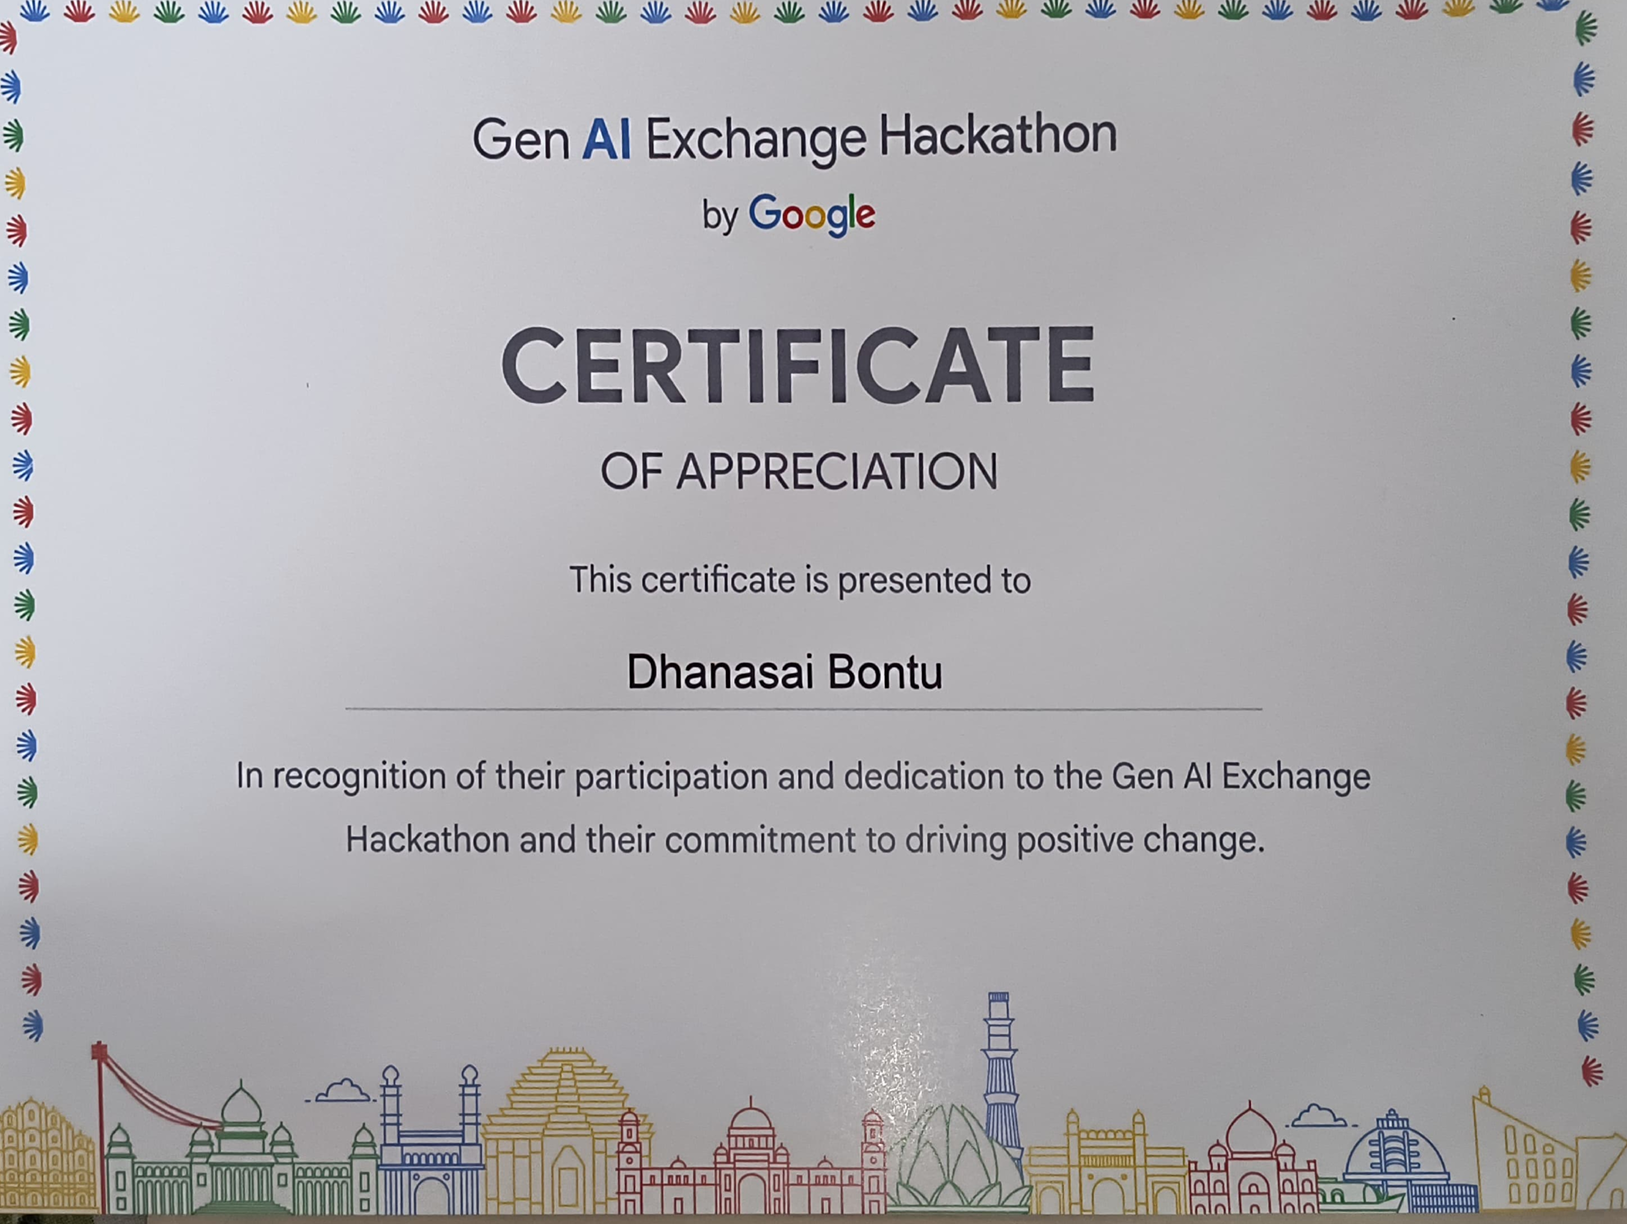 Gen AI Exchange Hackathon
by Google
CERTIFICATE
OF APPRECIATION
This certificate is presented to
Dhanasai Bontu
In recognition of their participation and dedication to the Gen AI Exchange
Hackathon and their commitment to driving positive change.